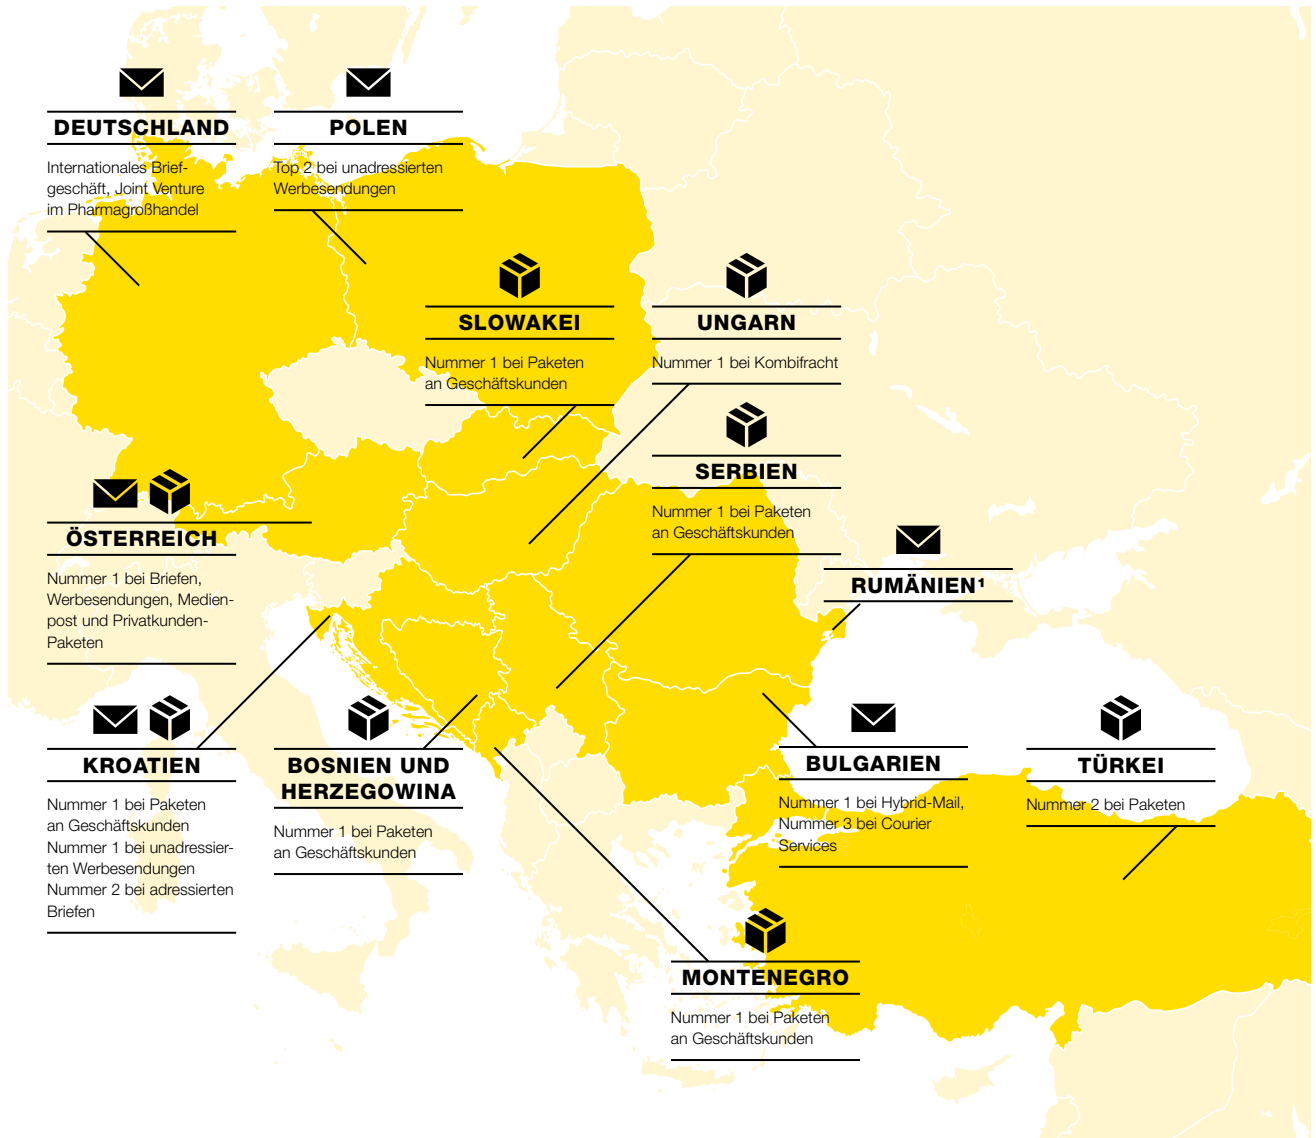 DEUTSCHLAND
Internationales Brief-
geschäft, Joint Venture
im Pharmagroßhandel
POLEN
Top 2 bei unadressierten
Werbesendungen
SLOWAKEI
Nummer 1 bei Paketen
an Geschäftskunden
UNGARN
Nummer 1 bei Kombifracht
SERBIEN
Nummer 1 bei Paketen
an Geschäftskunden
ÖSTERREICH
Nummer 1 bei Briefen,
Werbesendungen, Medien-
post und Privatkunden-
Paketen
RUMÄNIEN¹
KROATIEN
Nummer 1 bei Paketen
an Geschäftskunden
Nummer 1 bei unadressier-
ten Werbesendungen
Nummer 2 bei adressierten
Briefen
BOSNIEN UND
HERZEGOWINA
Nummer 1 bei Paketen
an Geschäftskunden
BULGARIEN
Nummer 1 bei Hybrid-Mail,
Nummer 3 bei Courier
Services
TÜRKEI
Nummer 2 bei Paketen
MONTENEGRO
Nummer 1 bei Paketen
an Geschäftskunden